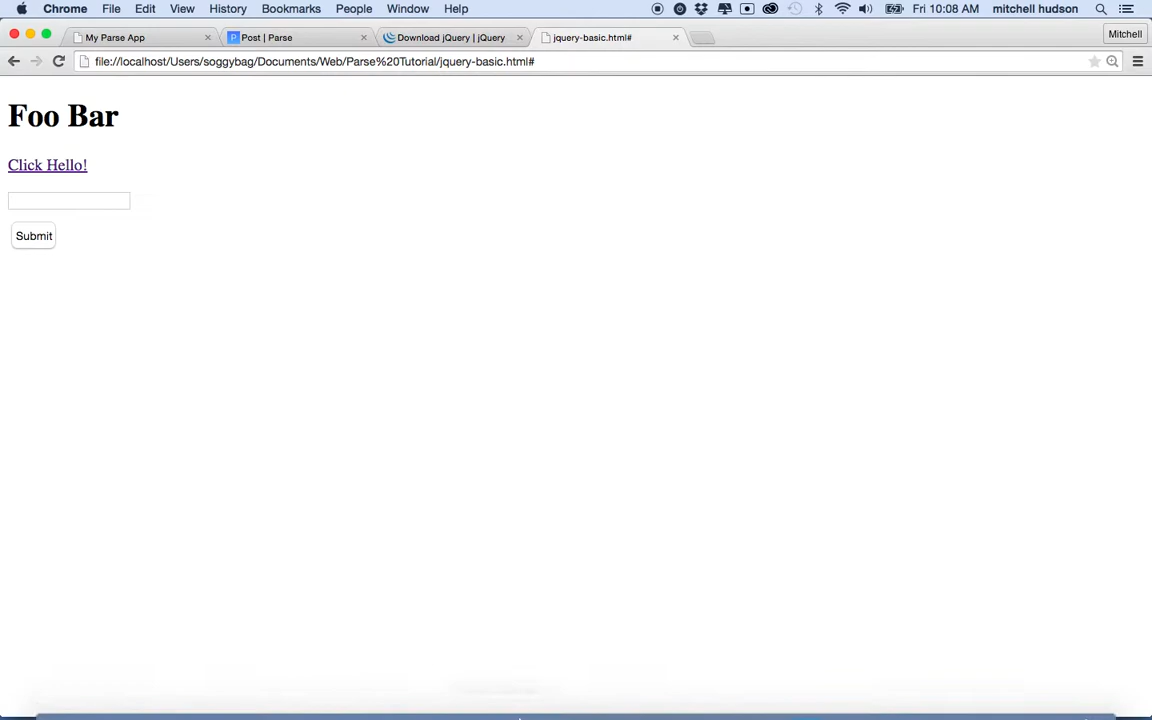 Chrome File Edit View History Bookmarks People Window Help Fri 10:08 AM mitchell hudson
My Parse App Post | Parse Download jQuery | jQuery jquery-basic.html# Mitchell
file://localhost/Users/soggybag/Documents/Web/Parse%20Tutorial/jquery-basic.html#
Foo Bar
Click Hello!
Submit